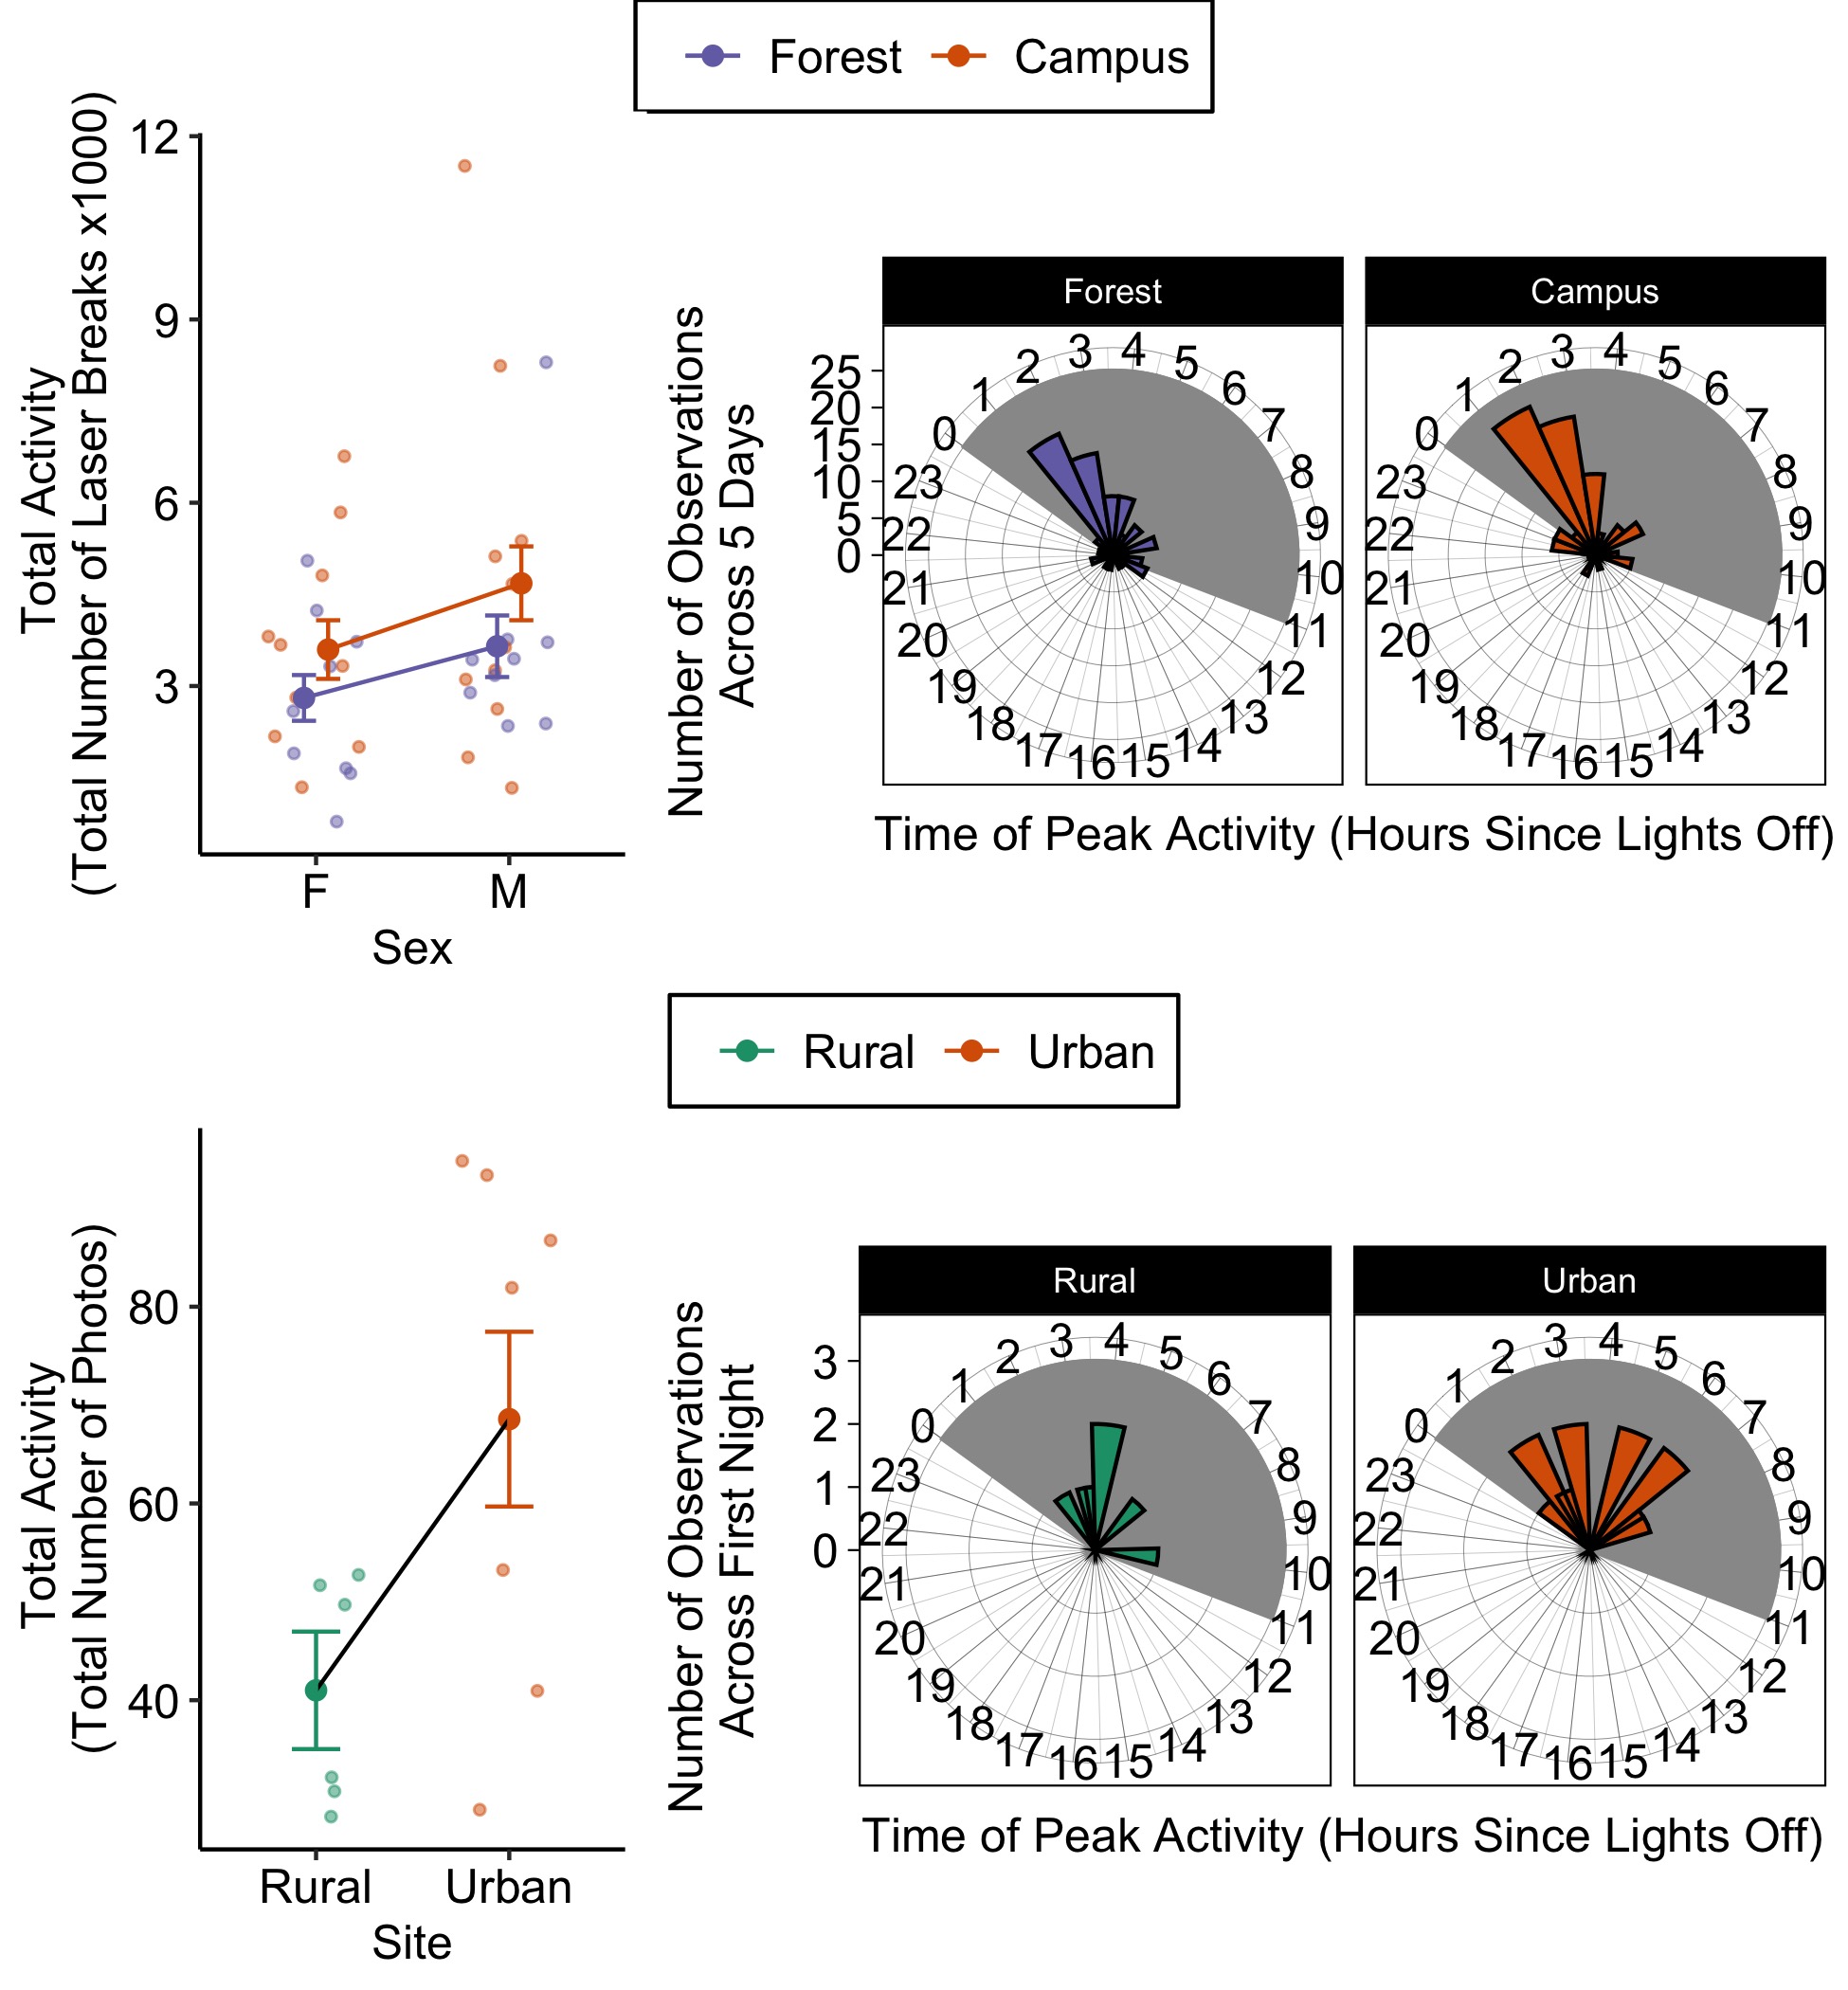 Forest Campus
Total Activity
(Total Number of Laser Breaks x1000)
12
9
6
3
F M
Sex
Number of Observations
Across 5 Days
25
20
15
10
5
0
Forest
0 1 2 3 4 5 6 7 8 9 10 11 12 13 14 15 16 17 18 19 20 21 22 23
Campus
0 1 2 3 4 5 6 7 8 9 10 11 12 13 14 15 16 17 18 19 20 21 22 23
Time of Peak Activity (Hours Since Lights Off)
Rural Urban
Total Activity
(Total Number of Photos)
80
60
40
Rural Urban
Site
Number of Observations
Across First Night
3
2
1
0
Rural
0 1 2 3 4 5 6 7 8 9 10 11 12 13 14 15 16 17 18 19 20 21 22 23
Urban
0 1 2 3 4 5 6 7 8 9 10 11 12 13 14 15 16 17 18 19 20 21 22 23
Time of Peak Activity (Hours Since Lights Off)